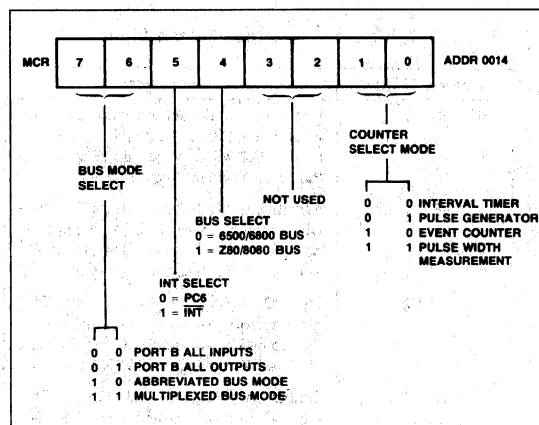 MCR 7 6 5 4 3 2 1 0 ADDR 0014
COUNTER
SELECT MODE
BUS MODE
SELECT
NOT USED
0 0 INTERVAL TIMER
0 1 PULSE GENERATOR
1 0 EVENT COUNTER
1 1 PULSE WIDTH
MEASUREMENT
BUS SELECT
0 = 6500/6800 BUS
1 = Z80/8080 BUS
INT SELECT
0 = PC6
1 = INT
0 0 PORT B ALL INPUTS
0 1 PORT B ALL OUTPUTS
1 0 ABBREVIATED BUS MODE
1 1 MULTIPLEXED BUS MODE